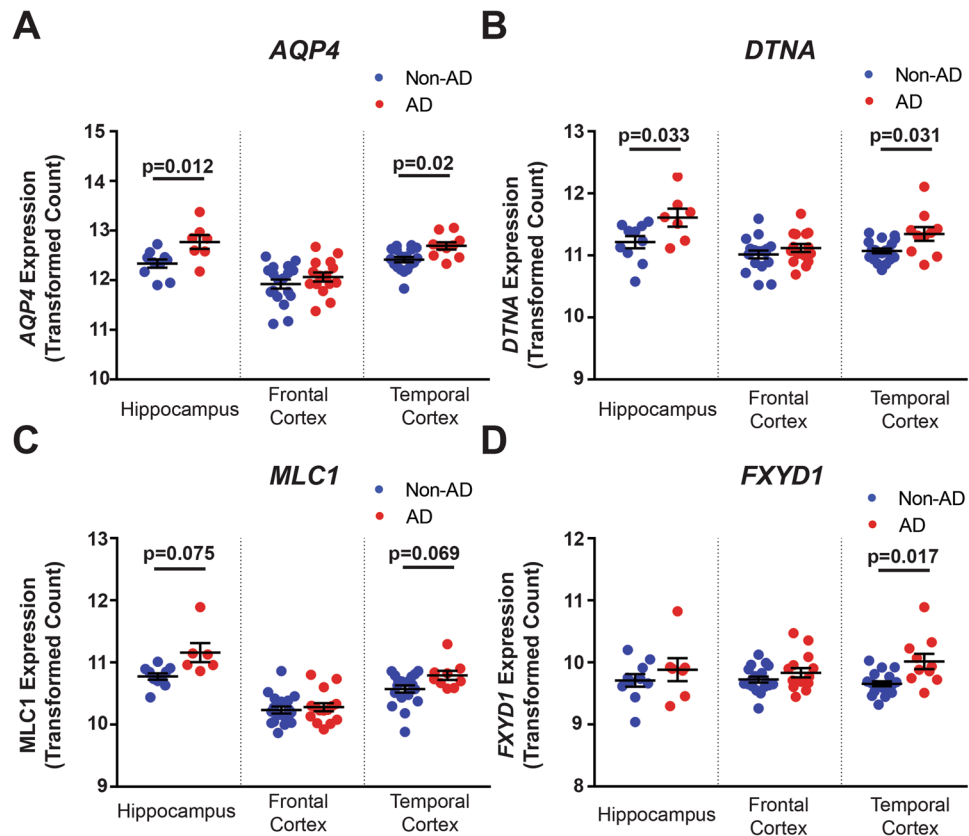 A
AQP4
Non-AD
AD
AQP4 Expression
(Transformed Count)
15
14
13
12
11
10
p=0.012
p=0.02
Hippocampus
Frontal
Cortex
Temporal
Cortex
B
DTNA
Non-AD
AD
DTNA Expression
(Transformed Count)
13
12
11
10
9
p=0.033
p=0.031
Hippocampus
Frontal
Cortex
Temporal
Cortex
C
MLC1
Non-AD
AD
MLC1 Expression
(Transformed Count)
13
12
11
10
9
p=0.075
p=0.069
Hippocampus
Frontal
Cortex
Temporal
Cortex
D
FXYD1
Non-AD
AD
FXYD1 Expression
(Transformed Count)
12
11
10
9
8
p=0.017
Hippocampus
Frontal
Cortex
Temporal
Cortex